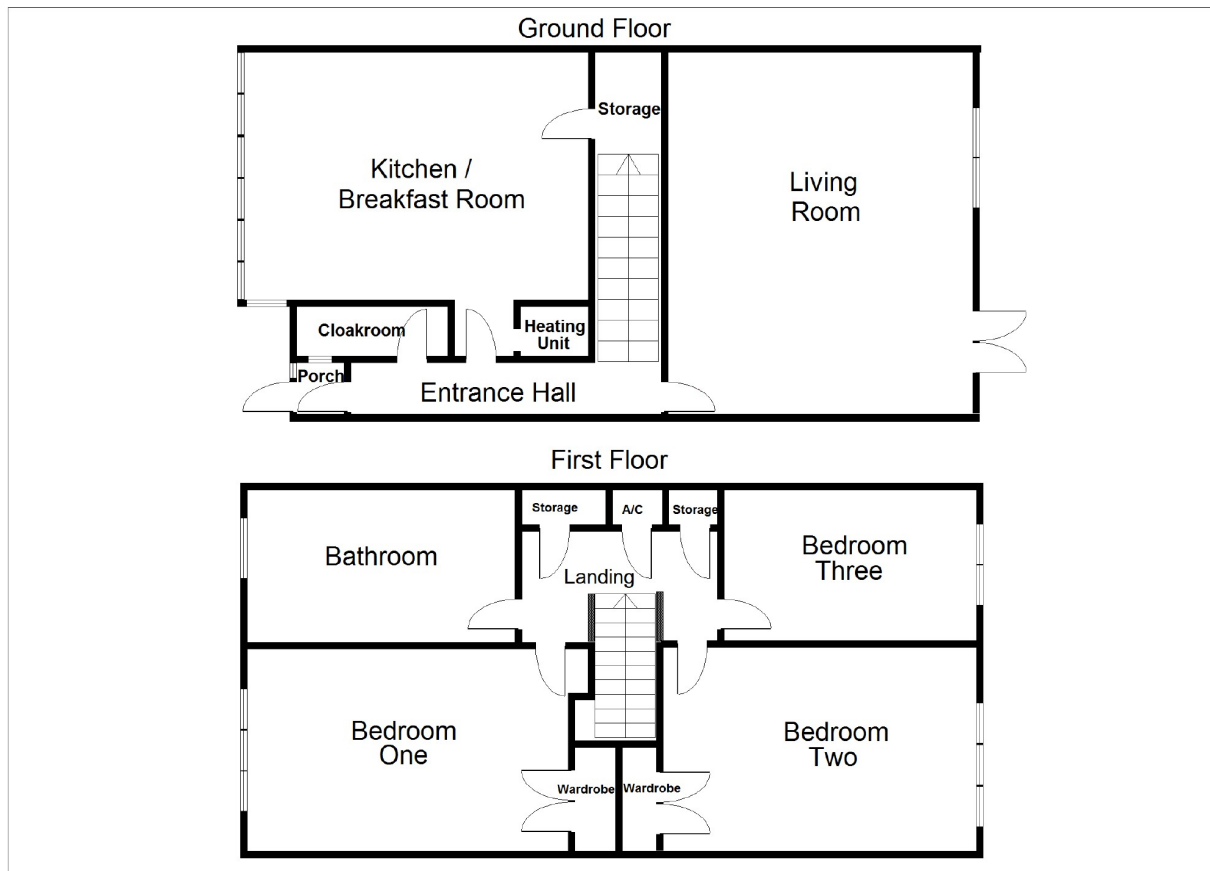 Ground Floor
Storage
Kitchen /
Breakfast Room
Living
Room
Cloakroom
Heating
Unit
Porch
Entrance Hall
First Floor
Storage
A/C
Storage
Bathroom
Bedroom
Three
Landing
Bedroom
One
Bedroom
Two
Wardrobe
Wardrobe